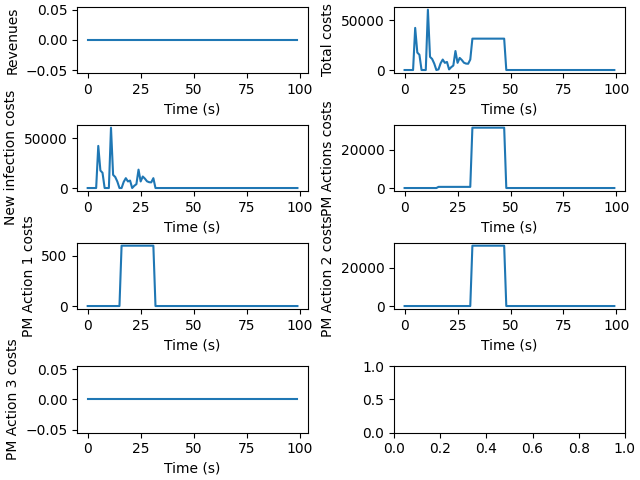 Revenues
0.05
0.00
−0.05
0 25 50 75 100
Time (s)
Total costs
50000
0
0 25 50 75 100
Time (s)
New infection costs
50000
0
0 25 50 75 100
Time (s)
PM Actions costs
20000
0
0 25 50 75 100
Time (s)
PM Action 1 costs
500
0
0 25 50 75 100
Time (s)
PM Action 2 costs
20000
0
0 25 50 75 100
Time (s)
PM Action 3 costs
0.05
0.00
−0.05
0 25 50 75 100
Time (s)
1.0
0.5
0.0
0.0 0.2 0.4 0.6 0.8 1.0